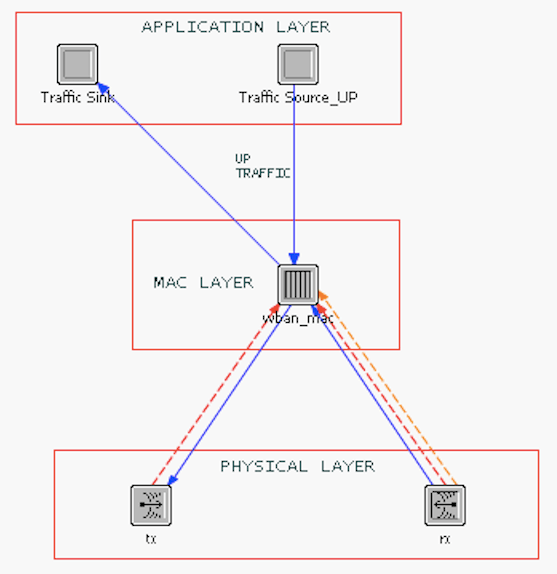 APPLICATION LAYER
Traffic Sink
Traffic Source_UP
UP
TRAFFIC
MAC LAYER
wban_mac
PHYSICAL LAYER
tx
rx